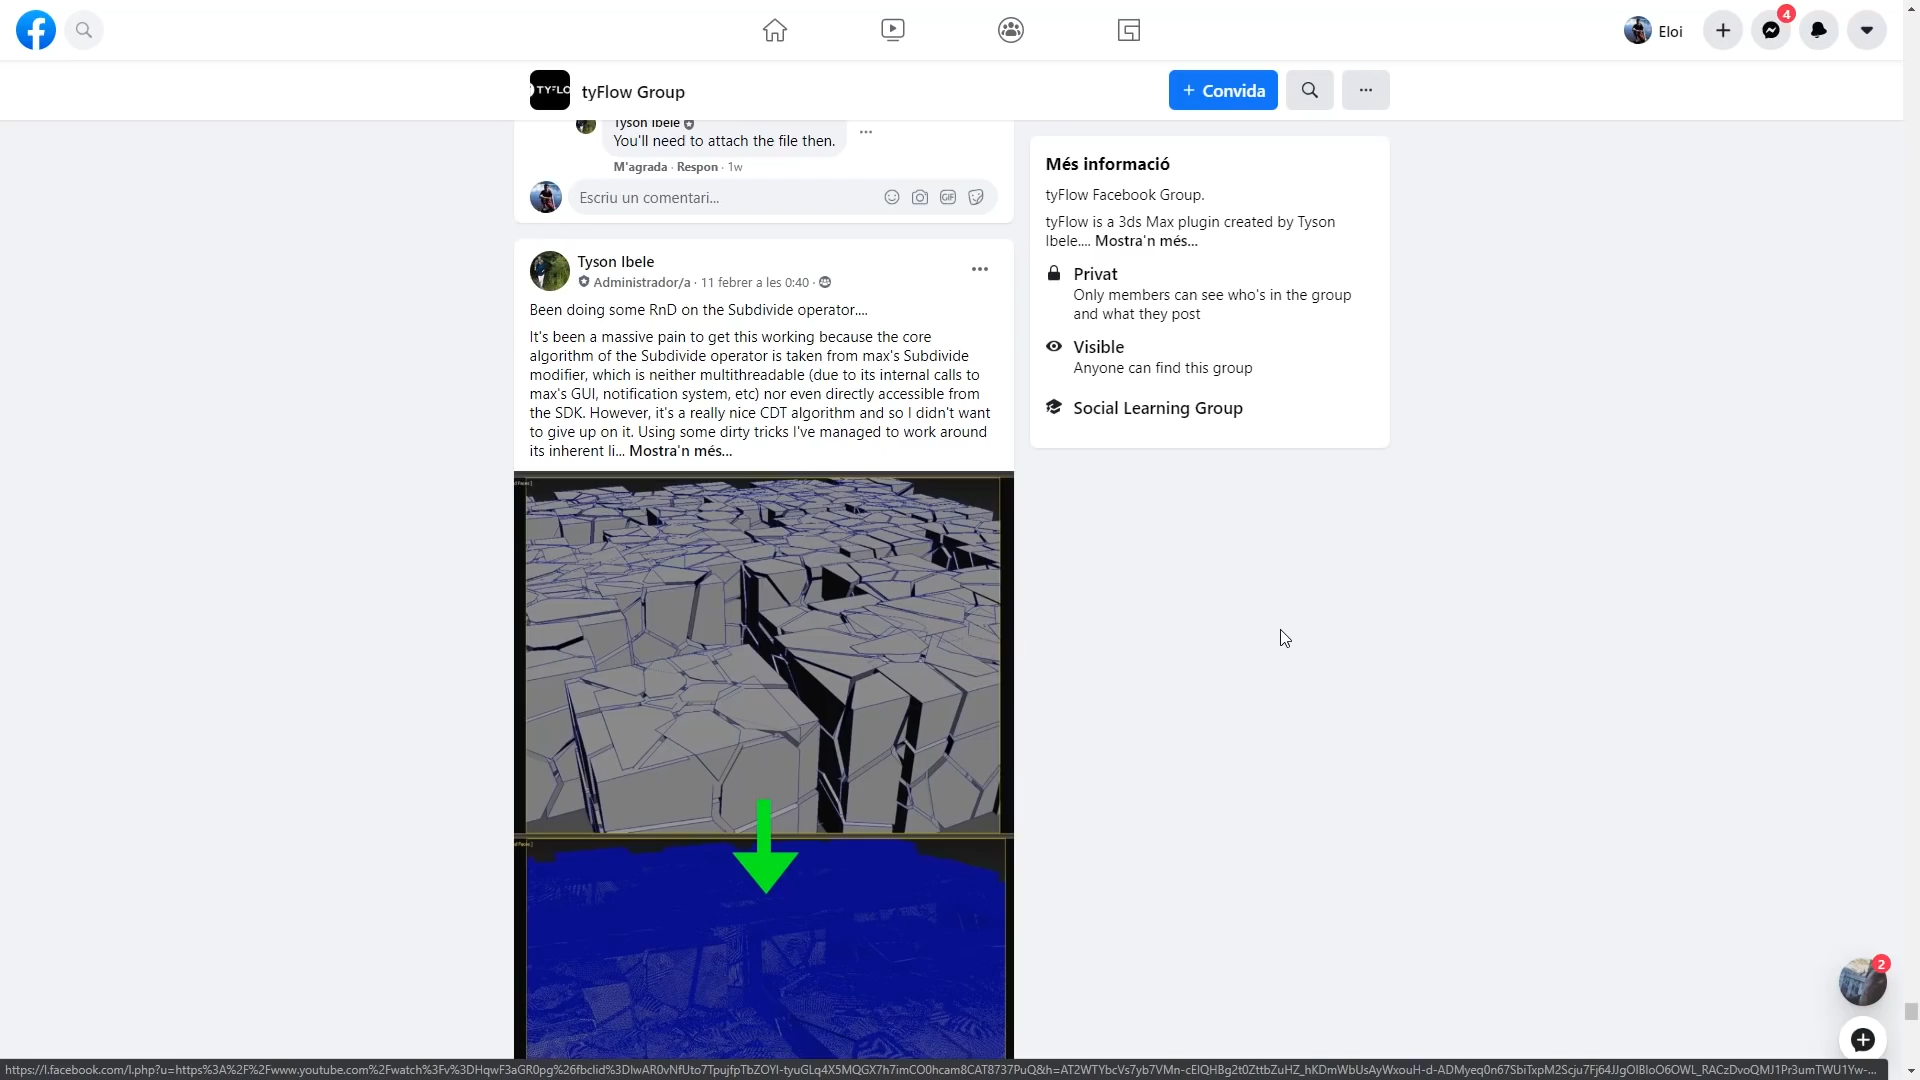 Eloi
4
TYFLO
tyFlow Group
+ Convida
Tyson Ibele
You'll need to attach the file then.
M'agrada · Respon · 1w
Escriu un comentari...
GIF
Tyson Ibele
Administrador/a · 11 febrer a les 0:40 ·
Been doing some RnD on the Subdivide operator....
It's been a massive pain to get this working because the core
algorithm of the Subdivide operator is taken from max's Subdivide
modifier, which is neither multithreadable (due to its internal calls to
max's GUI, notification system, etc) nor even directly accessible from
the SDK. However, it's a really nice CDT algorithm and so I didn't want
to give up on it. Using some dirty tricks I've managed to work around
its inherent li... Mostra'n més...
Més informació
tyFlow Facebook Group.
tyFlow is a 3ds Max plugin created by Tyson
Ibele.... Mostra'n més...
Privat
Only members can see who's in the group
and what they post
Visible
Anyone can find this group
Social Learning Group
2